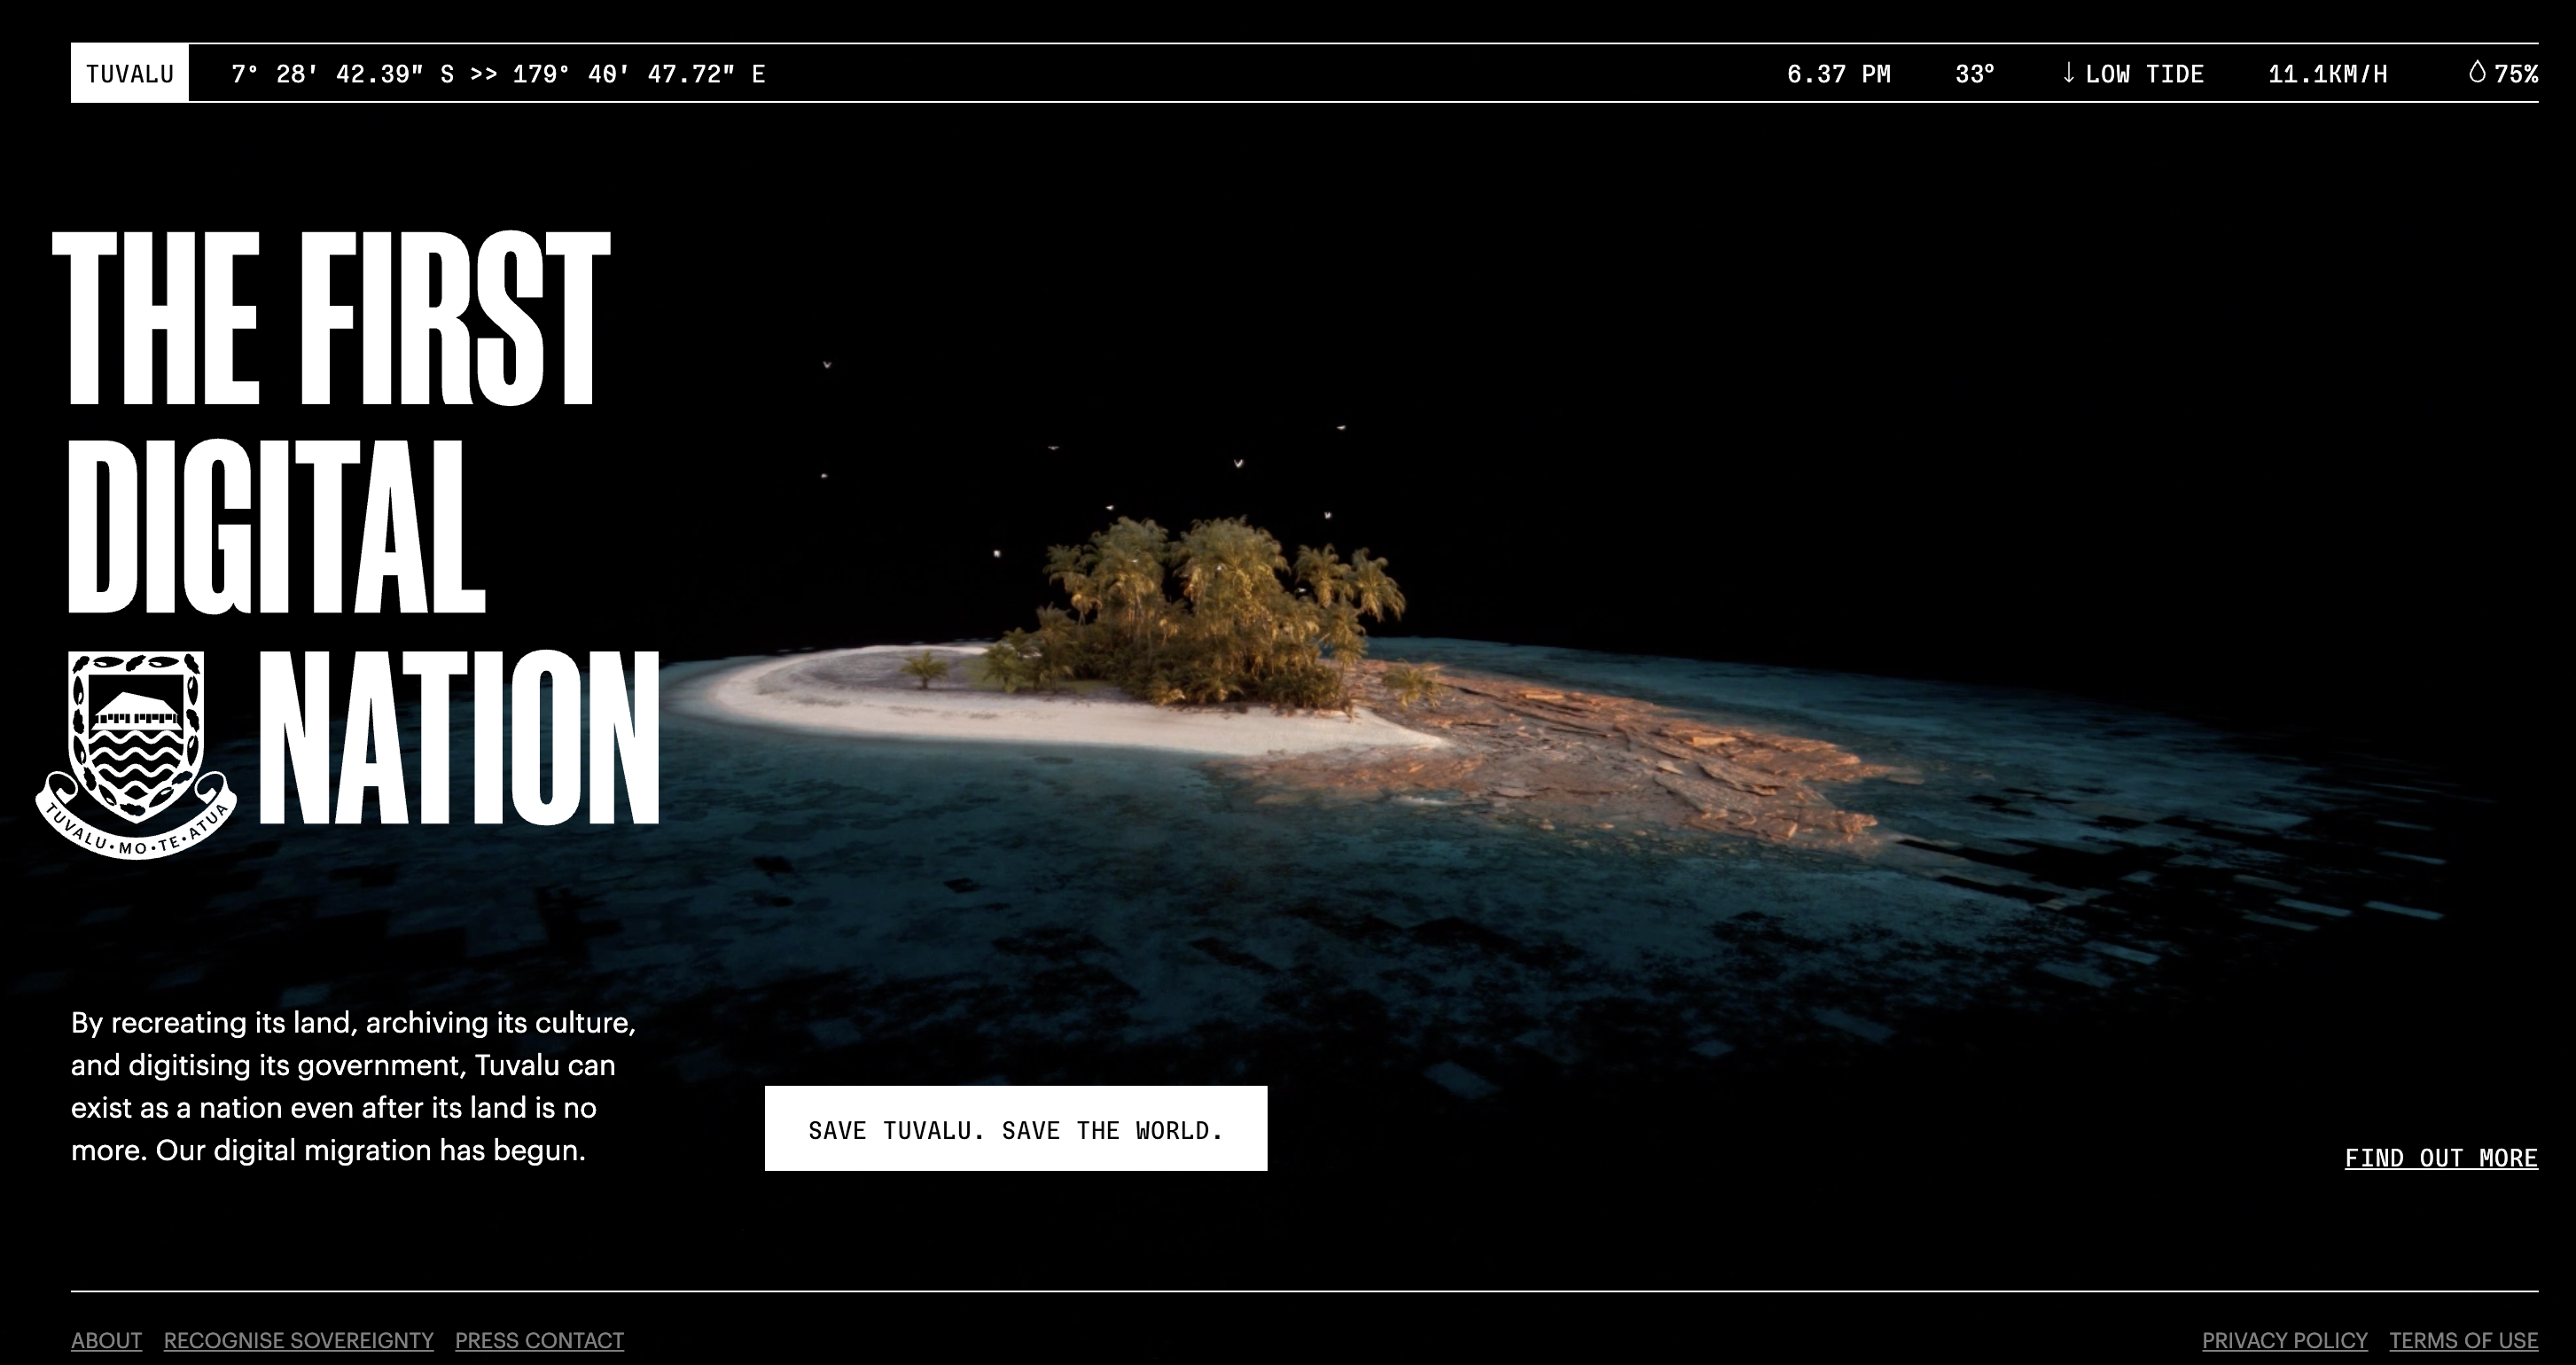 TUVALU 7° 28' 42.39" S >> 179° 40' 47.72" E 6.37 PM 33° ↓ LOW TIDE 11.1KM/H 75%
THE FIRST
DIGITAL
NATION
TUVALU•MO•TE•ATUA
By recreating its land, archiving its culture,
and digitising its government, Tuvalu can
exist as a nation even after its land is no
more. Our digital migration has begun.
SAVE TUVALU. SAVE THE WORLD.
FIND OUT MORE
ABOUT RECOGNISE SOVEREIGNTY PRESS CONTACT PRIVACY POLICY TERMS OF USE